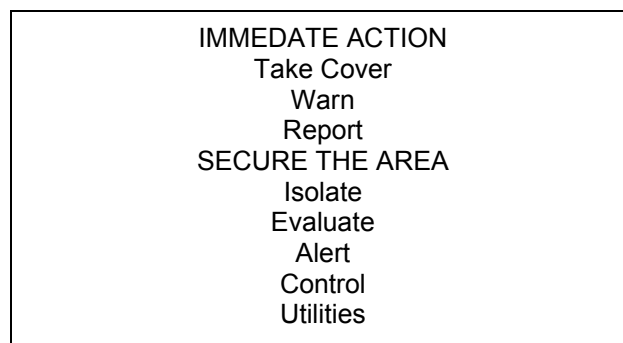 IMMEDATE ACTION
Take Cover
Warn
Report
SECURE THE AREA
Isolate
Evaluate
Alert
Control
Utilities